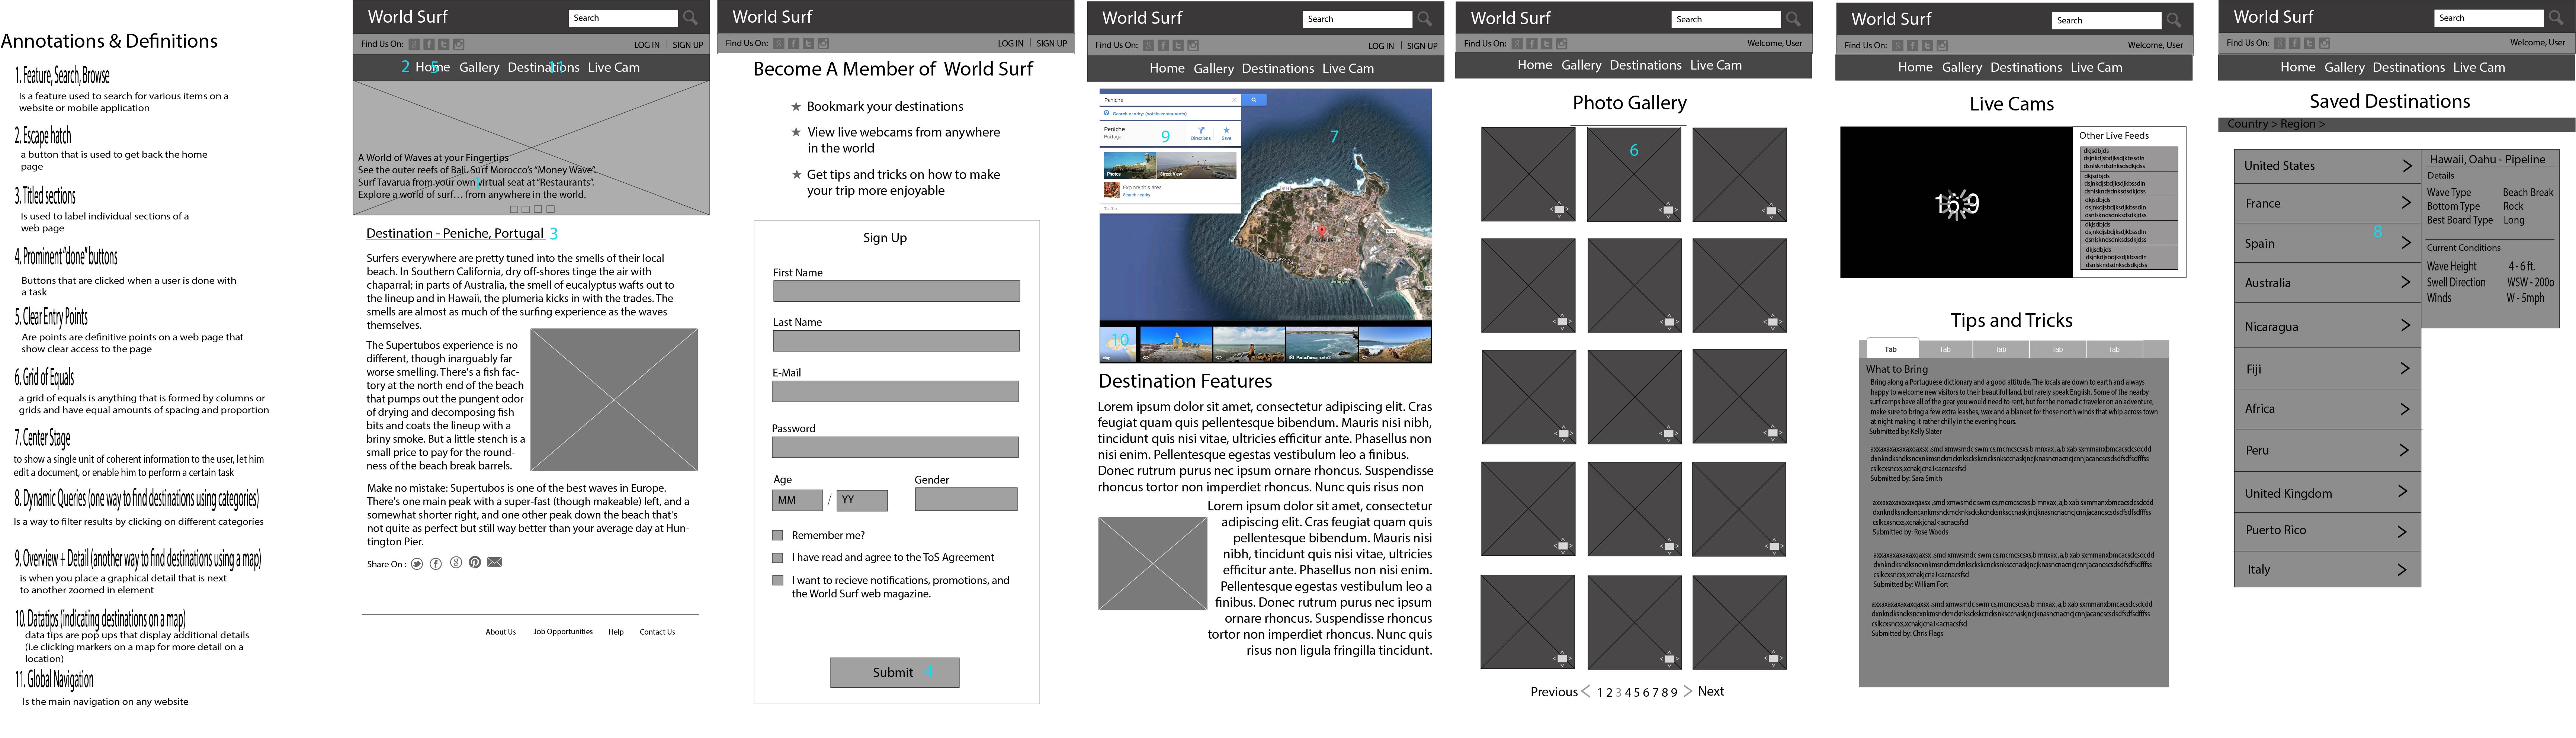 Annotations & Definitions
1. Feature, Search, Browse
Is a feature used to search for various items on a
website or mobile application
2. Escape hatch
a button that is used to get back the home
page
3. Titled sections
Is used to label individual sections of a
web page
4. Prominent “done” buttons
Buttons that are clicked when a user is done with
a task
5. Clear Entry Points
Are points are definitive points on a web page that
show clear access to the page
6. Grid of Equals
a grid of equals is anything that is formed by columns or
grids and have equal amounts of spacing and proportion
7. Center Stage
to show a single unit of coherent information to the user, let him
edit a document, or enable him to perform a certain task
8. Dynamic Queries (one way to find destinations using categories)
Is a way to filter results by clicking on different categories
9. Overview + Detail (another way to find destinations using a map)
is when you place a graphical detail that is next
to another zoomed in element
10. Datatips (indicating destinations on a map)
data tips are pop ups that display additional details
(i.e clicking markers on a map for more detail on a
location)
11. Global Navigation
Is the main navigation on any website
World Surf
Search
Find Us On:
LOG IN | SIGN UP
2 Home 5 Gallery Destinations 11 Live Cam
A World of Waves at your Fingertips
See the outer reefs of Bali. Surf Morocco's “Money Wave”.
Surf Tavarua from your own virtual seat at “Restaurants”.
1
Explore a world of surf… from anywhere in the world.
Destination - Peniche, Portugal 3
Surfers everywhere are pretty tuned into the smells of their local
beach. In Southern California, dry off-shores tinge the air with
chaparral; in parts of Australia, the smell of eucalyptus wafts out to
the lineup and in Hawaii, the plumeria kicks in with the trades. The
smells are almost as much of the surfing experience as the waves
themselves.
The Supertubos experience is no
different, though inarguably far
worse smelling. There's a fish fac-
tory at the north end of the beach
that pumps out the pungent odor
of drying and decomposing fish
bits and coats the lineup with a
briny smoke. But a little stench is a
small price to pay for the round-
ness of the beach break barrels.
Make no mistake: Supertubos is one of the best waves in Europe.
There's one main peak with a super-fast (though makeable) left, and a
somewhat shorter right, and one other peak down the beach that's
not quite as perfect but still way better than your average day at Hun-
tington Pier.
Share On :
About Us Job Opportunities Help Contact Us
World Surf
Find Us On:
LOG IN | SIGN UP
Become A Member of World Surf
★ Bookmark your destinations
★ View live webcams from anywhere
in the world
★ Get tips and tricks on how to make
your trip more enjoyable
Sign Up
First Name
Last Name
E-Mail
Password
Age Gender
MM / YY
Remember me?
I have read and agree to the ToS Agreement
I want to recieve notifications, promotions, and
the World Surf web magazine.
Submit 4
World Surf
Search
Find Us On:
LOG IN | SIGN UP
Home Gallery Destinations Live Cam
Peniche
Search nearby: (hotels restaurants)
Peniche
Portugal
9
Directions Save
7
Photos Street View
Explore this area
Search nearby
Traffic
10
Map
Destination Features
Lorem ipsum dolor sit amet, consectetur adipiscing elit. Cras
feugiat quam quis pellentesque bibendum. Mauris nisi nibh,
tincidunt quis nisi vitae, ultricies efficitur ante. Phasellus non
nisi enim. Pellentesque egestas vestibulum leo a finibus.
Donec rutrum purus nec ipsum ornare rhoncus. Suspendisse
rhoncus tortor non imperdiet rhoncus. Nunc quis risus non
Lorem ipsum dolor sit amet, consectetur
adipiscing elit. Cras feugiat quam quis
pellentesque bibendum. Mauris nisi
nibh, tincidunt quis nisi vitae, ultricies
efficitur ante. Phasellus non nisi enim.
Pellentesque egestas vestibulum leo a
finibus. Donec rutrum purus nec ipsum
ornare rhoncus. Suspendisse rhoncus
tortor non imperdiet rhoncus. Nunc quis
risus non ligula fringilla tincidunt.
World Surf
Search
Find Us On:
Welcome, User
Home Gallery Destinations Live Cam
Photo Gallery
6
Previous < 1 2 3 4 5 6 7 8 9 > Next
World Surf
Search
Find Us On:
Welcome, User
Home Gallery Destinations Live Cam
Live Cams
16:9
Other Live Feeds
Tips and Tricks
Tab Tab Tab Tab Tab
What to Bring
Bring along a Portuguese dictionary and a good attitude. The locals are down to earth and always
happy to welcome new visitors to their beautiful land, but rarely speak English. Some of the nearby
surf camps have all of the gear you would need to rent, but for the nomadic traveler on an adventure,
make sure to bring a few extra leashes, wax and a blanket for those north winds that whip across town
at night making it rather chilly in the evening hours.
Submitted by: Kelly Slater
Submitted by: Sara Smith
Submitted by: Rose Woods
Submitted by: William Fort
Submitted by: Chris Flags
World Surf
Search
Find Us On:
Welcome, User
Home Gallery Destinations Live Cam
Saved Destinations
Country > Region >
United States >
France >
Spain >
8
Australia >
Nicaragua >
Fiji >
Africa >
Peru >
United Kingdom >
Puerto Rico >
Italy >
Hawaii, Oahu - Pipeline
Details
Wave Type Beach Break
Bottom Type Rock
Best Board Type Long
Current Conditions
Wave Height 4 - 6 ft.
Swell Direction WSW - 200o
Winds W - 5mph